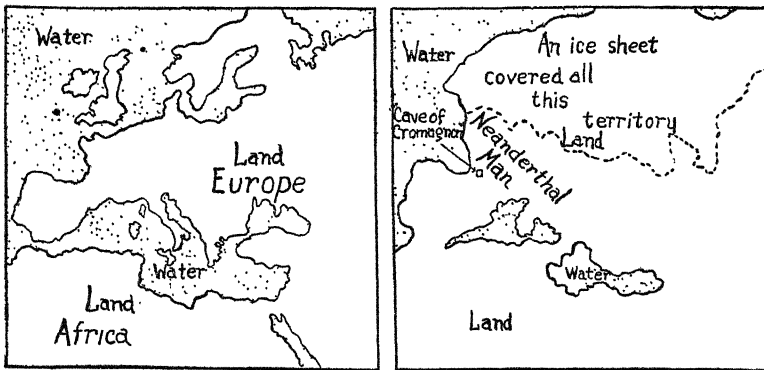 Water
Land
Europe
Water
Land
Africa
Water
An ice sheet
covered all
this
territory
Land
Cave of
Cromagnon
Neanderthal
Man
Water
Land